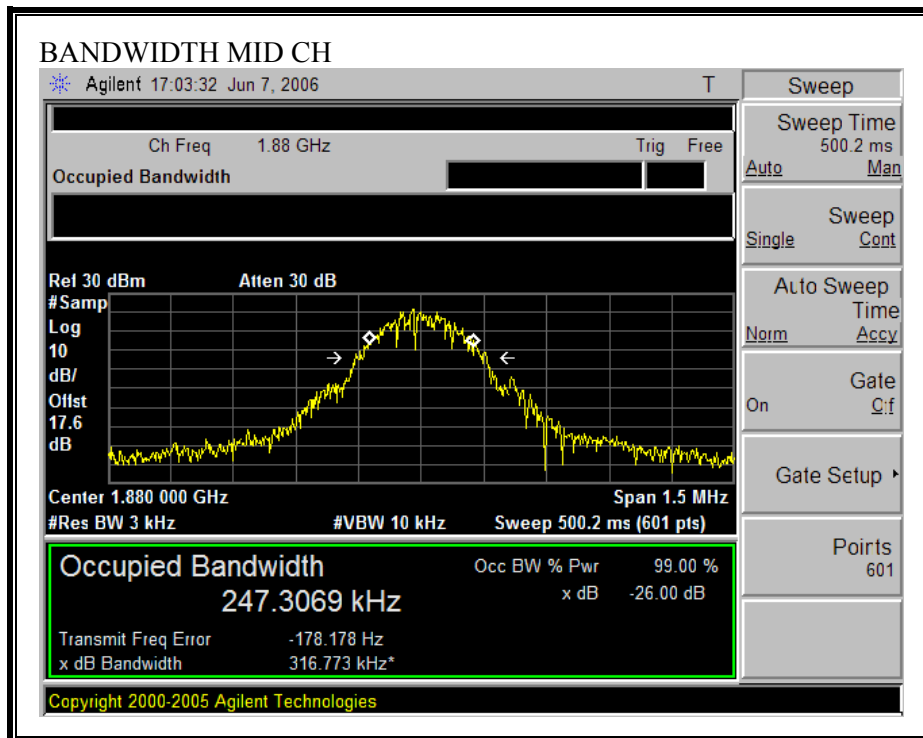 BANDWIDTH MID CH
Agilent 17:03:32 Jun 7, 2006 T
Ch Freq 1.88 GHz Trig Free
Occupied Bandwidth
Ref 30 dBm Atten 30 dB
#Samp
Log
10
dB/
Offst
17.6
dB
Center 1.880 000 GHz Span 1.5 MHz
#Res BW 3 kHz #VBW 10 kHz Sweep 500.2 ms (601 pts)
Occupied Bandwidth
247.3069 kHz
Occ BW % Pwr 99.00 %
x dB -26.00 dB
Transmit Freq Error -178.178 Hz
x dB Bandwidth 316.773 kHz*
Copyright 2000-2005 Agilent Technologies
Sweep
Sweep Time
500.2 ms
Auto Man
Sweep
Single Cont
Auto Sweep
Time
Norm Accy
Gate
On Off
Gate Setup
Points
601